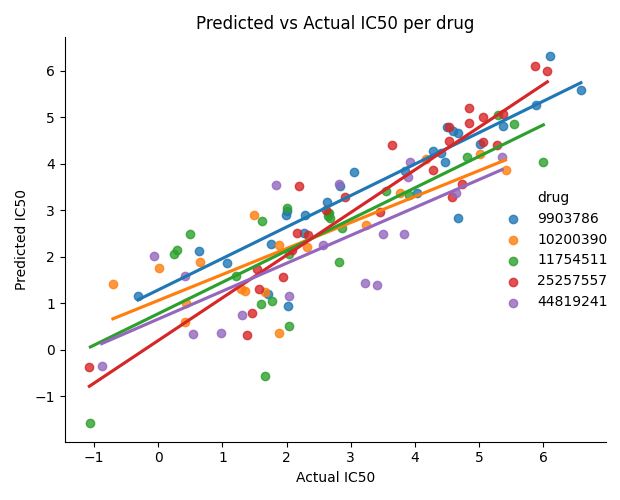 Predicted vs Actual IC50 per drug
Predicted IC50
6
5
4
3
2
1
0
−1
drug
9903786
10200390
11754511
25257557
44819241
−1 0 1 2 3 4 5 6
Actual IC50